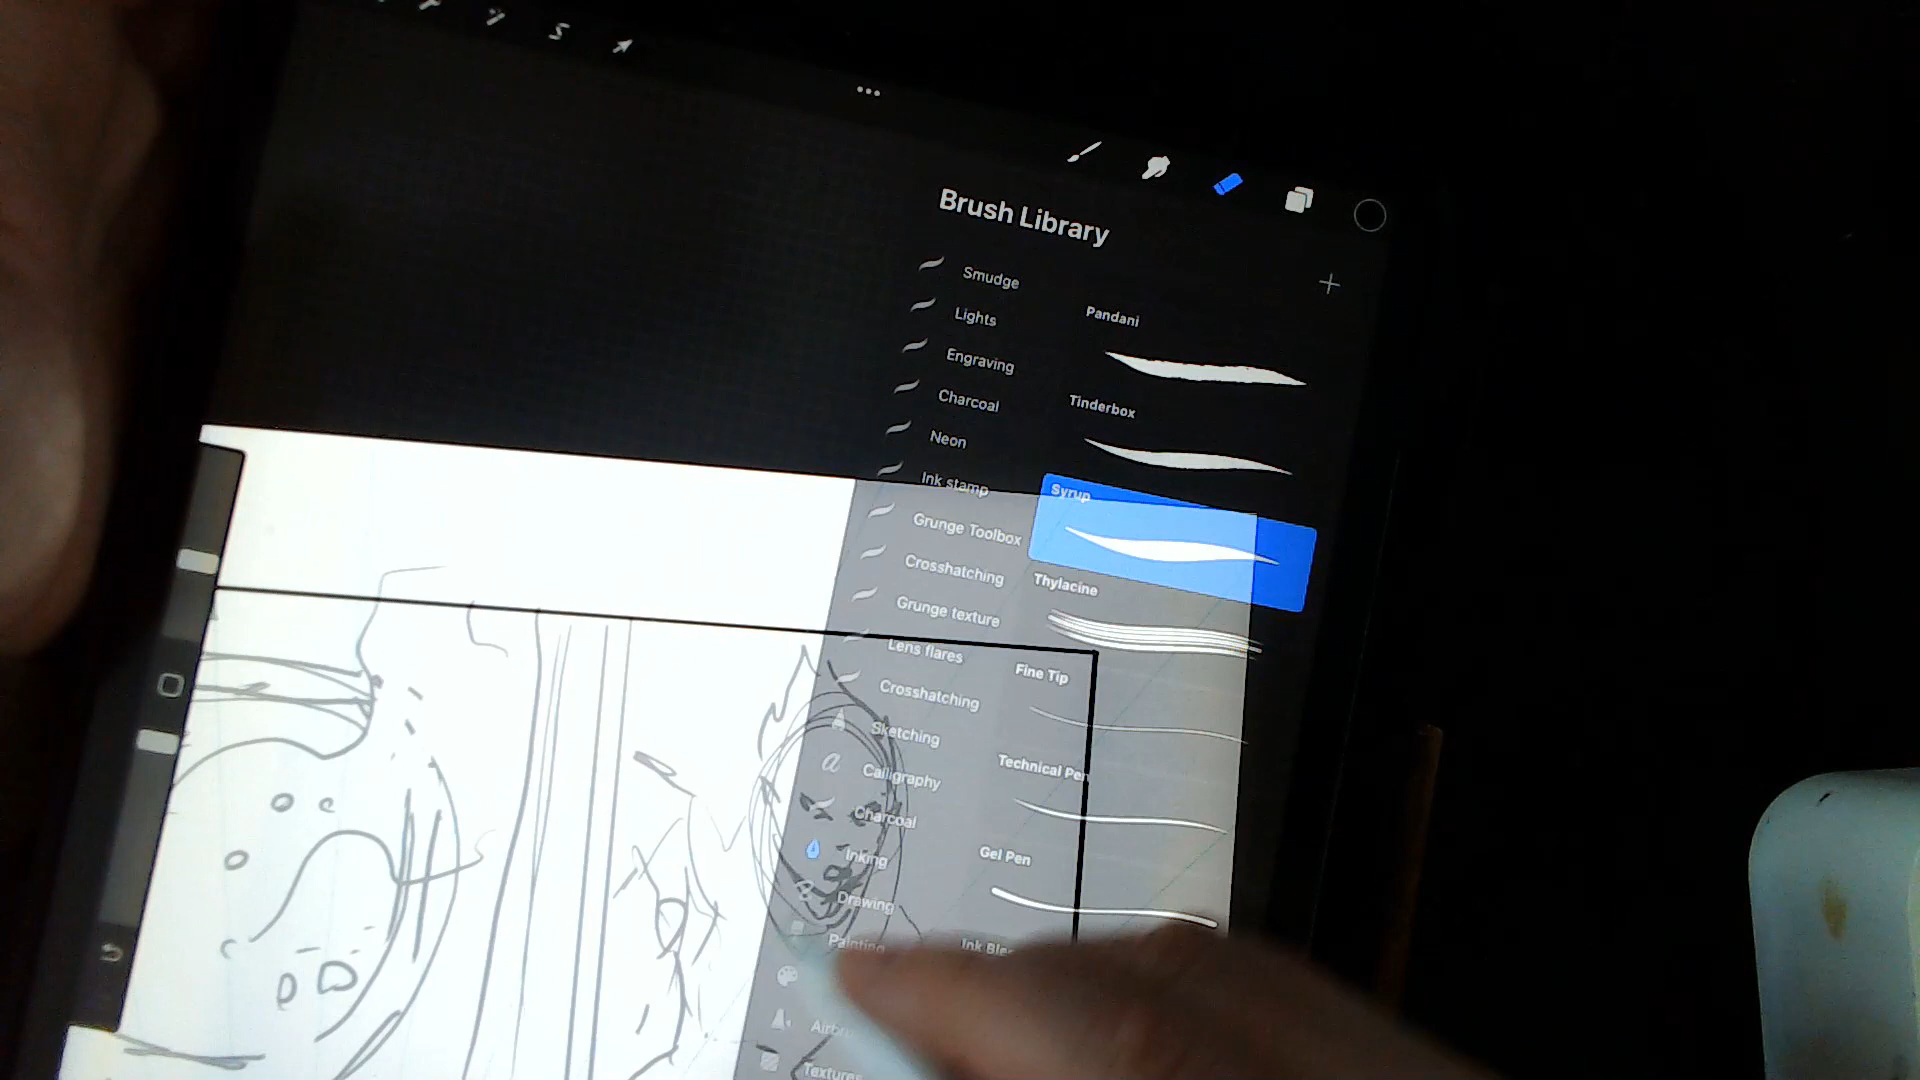 Brush Library
Smudge
Lights
Engraving
Charcoal
Neon
Ink stamp
Grunge Toolbox
Crosshatching
Grunge texture
Lens flares
Crosshatching
Sketching
Calligraphy
Charcoal
Inking
Drawing
Painting
Textures
Pandani
Tinderbox
Syrup
Thylacine
Fine Tip
Technical Pen
Gel Pen